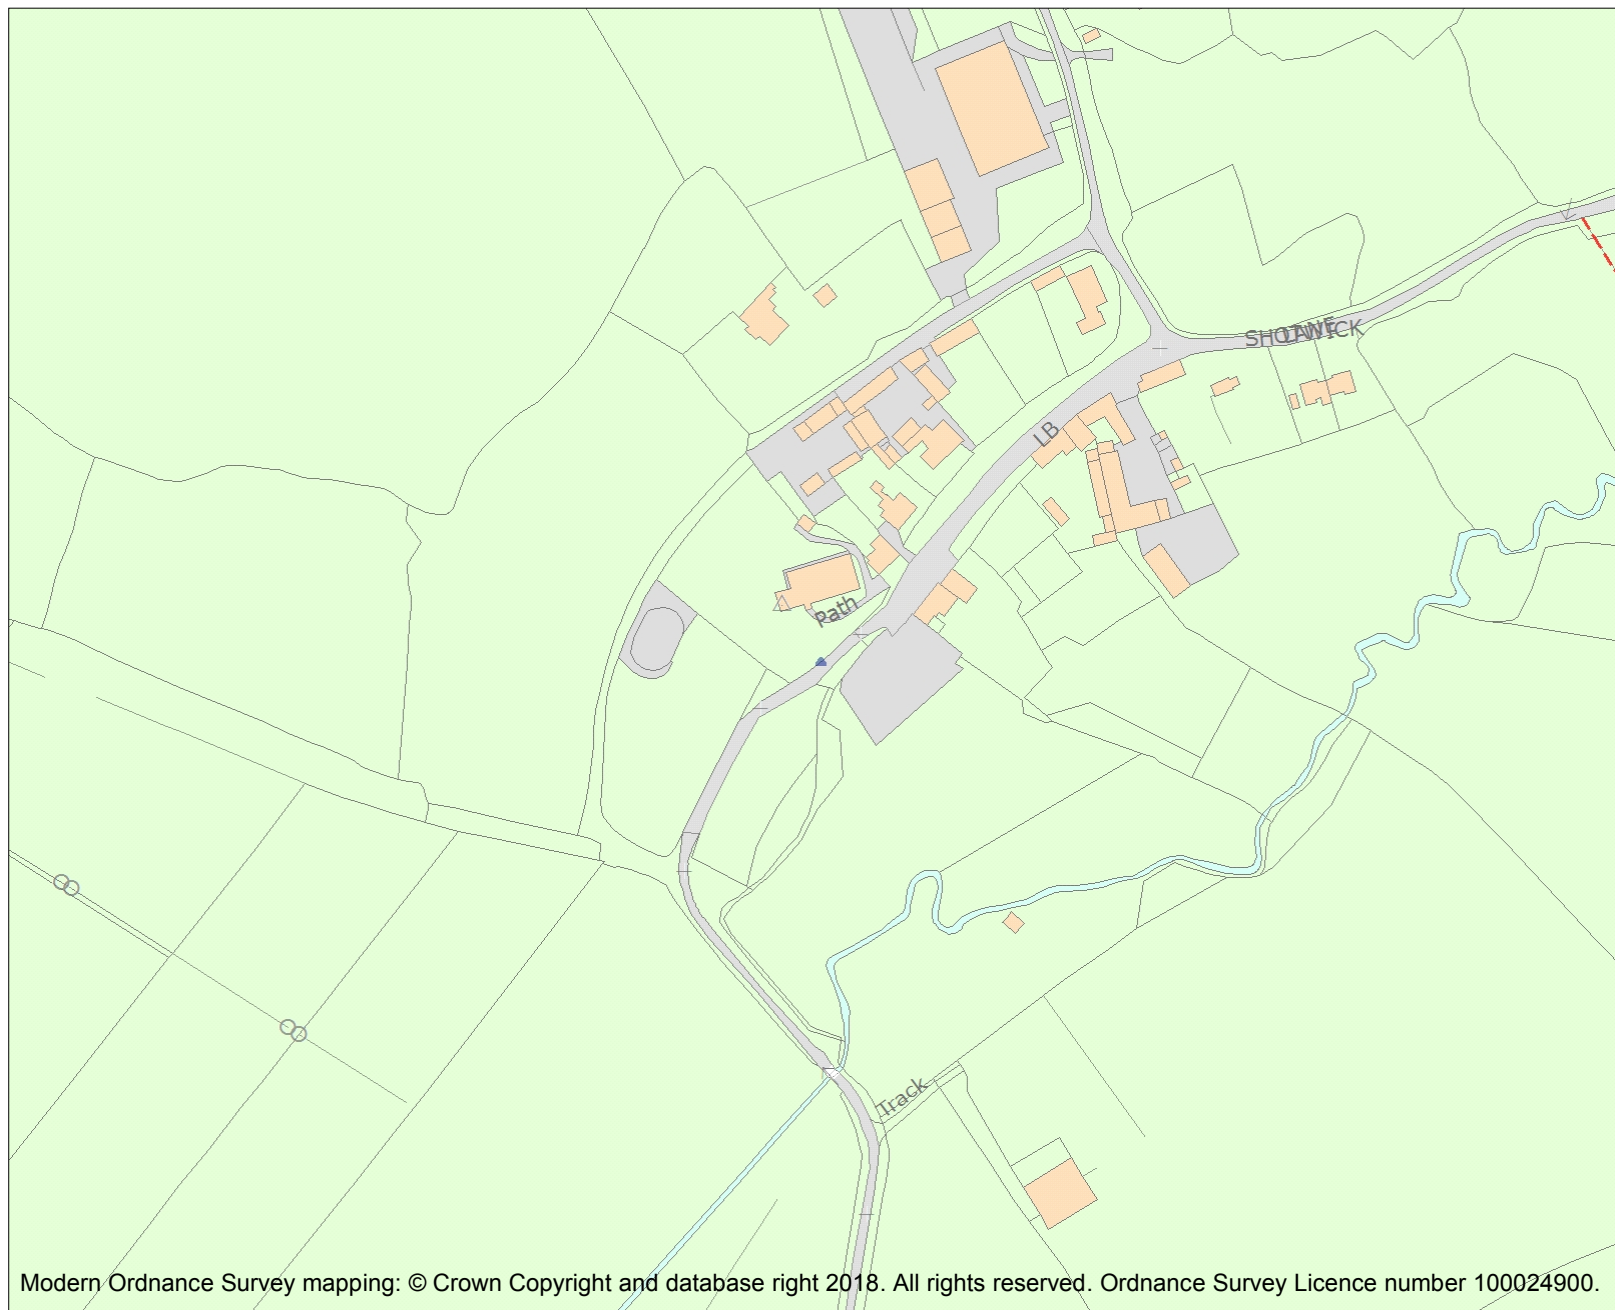 SHOTWICK
LANE
LB
Path
Track
Modern Ordnance Survey mapping: © Crown Copyright and database right 2018. All rights reserved. Ordnance Survey Licence number 100024900.